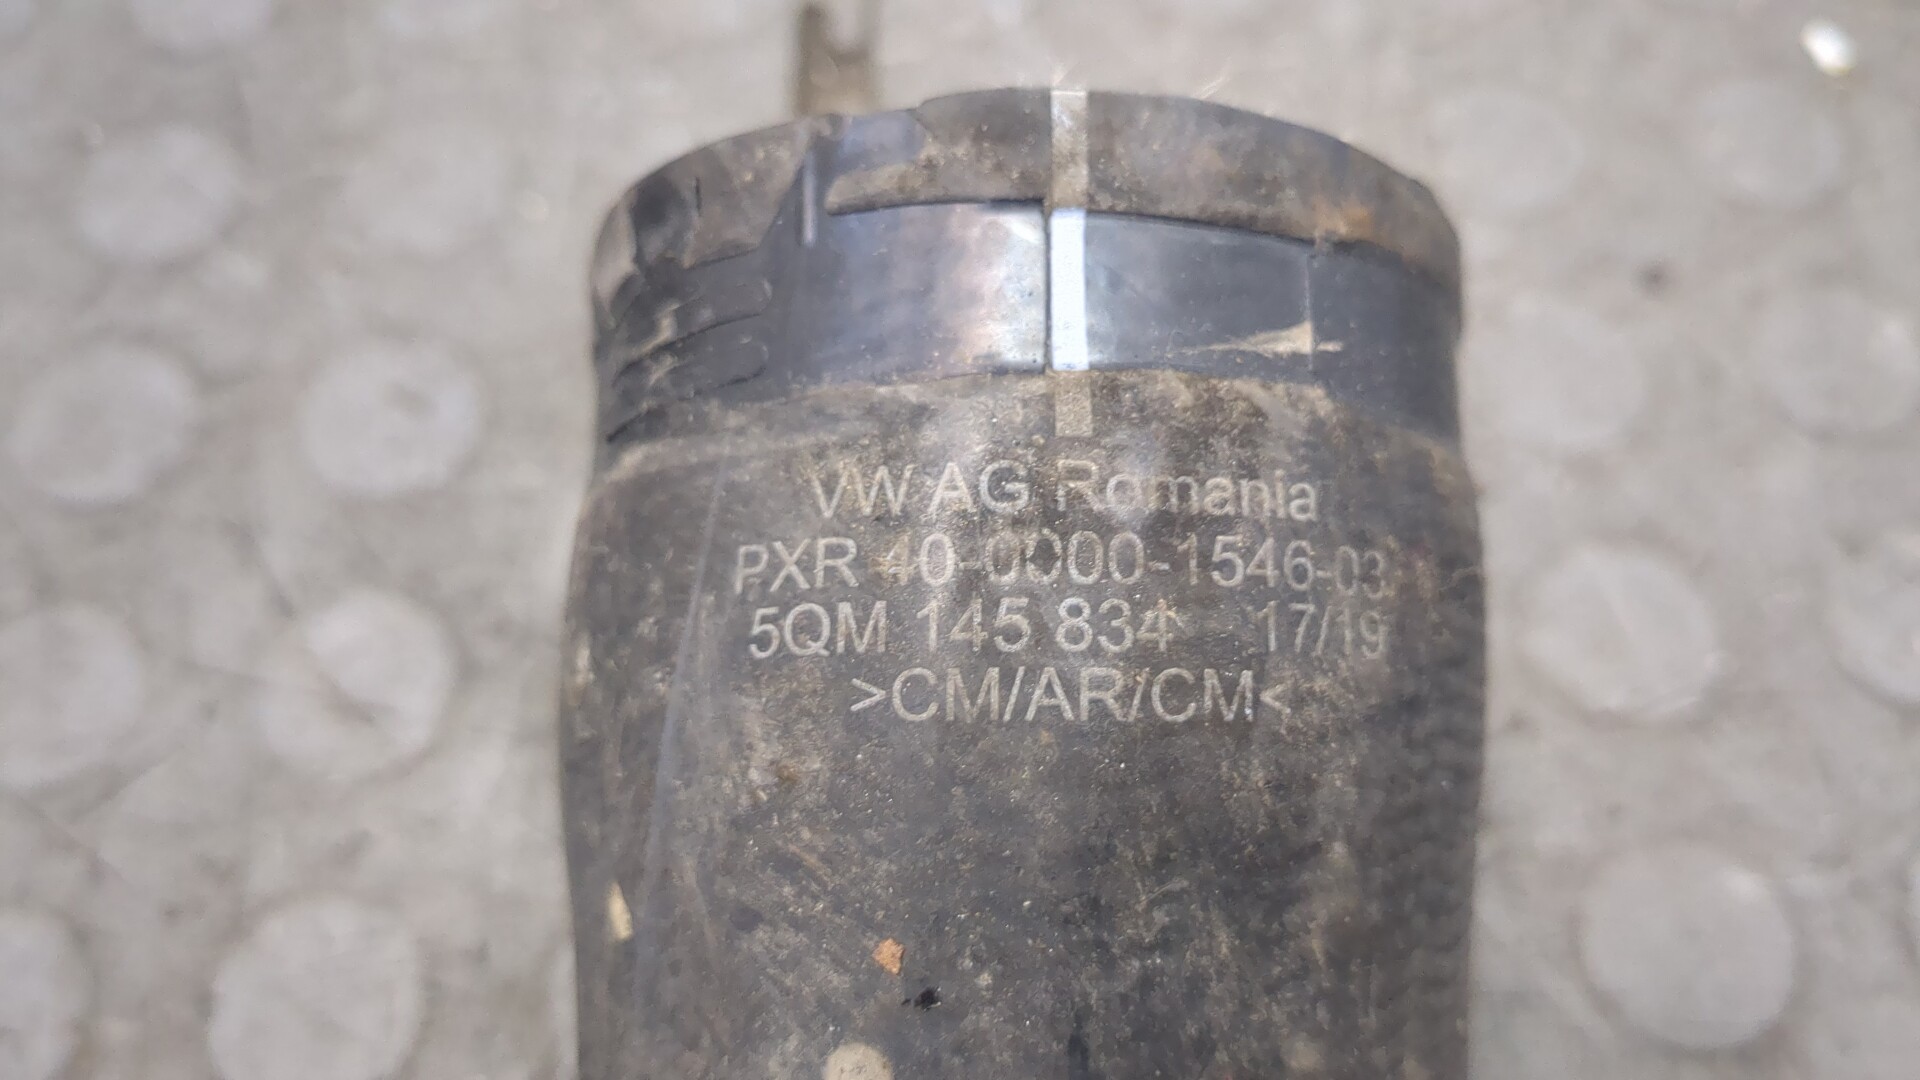 VW AG Romania
PXR 40-0000-1546-03
5QM 145 834 17/19
>CM/AR/CM<